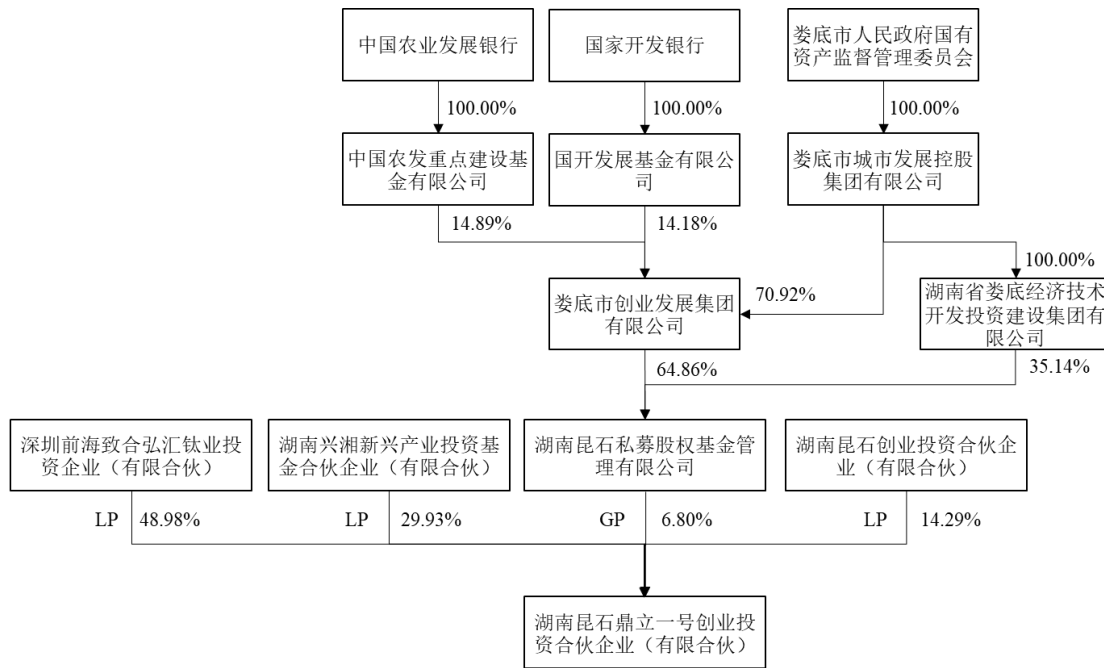 中国农业发展银行
国家开发银行
娄底市人民政府国有
资产监督管理委员会
100.00%
100.00%
100.00%
中国农发重点建设基
金有限公司
国开发展基金有限公
司
娄底市城市发展控股
集团有限公司
14.89%
14.18%
100.00%
娄底市创业发展集团
有限公司
70.92%
湖南省娄底经济技术
开发投资建设集团有
限公司
64.86%
35.14%
深圳前海致合弘汇钛业投
资企业（有限合伙）
湖南兴湘新兴产业投资基
金合伙企业（有限合伙）
湖南昆石私募股权基金管
理有限公司
湖南昆石创业投资合伙企
业（有限合伙）
LP 48.98%
LP 29.93%
GP 6.80%
LP 14.29%
湖南昆石鼎立一号创业投
资合伙企业（有限合伙）